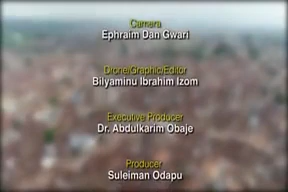 Camera
Ephraim Dan Gwari
Drone/Graphic/Editor
Bilyaminu Ibrahim Izom
Executive Producer
Dr. Abdulkarim Obaje
Producer
Suleiman Odapu